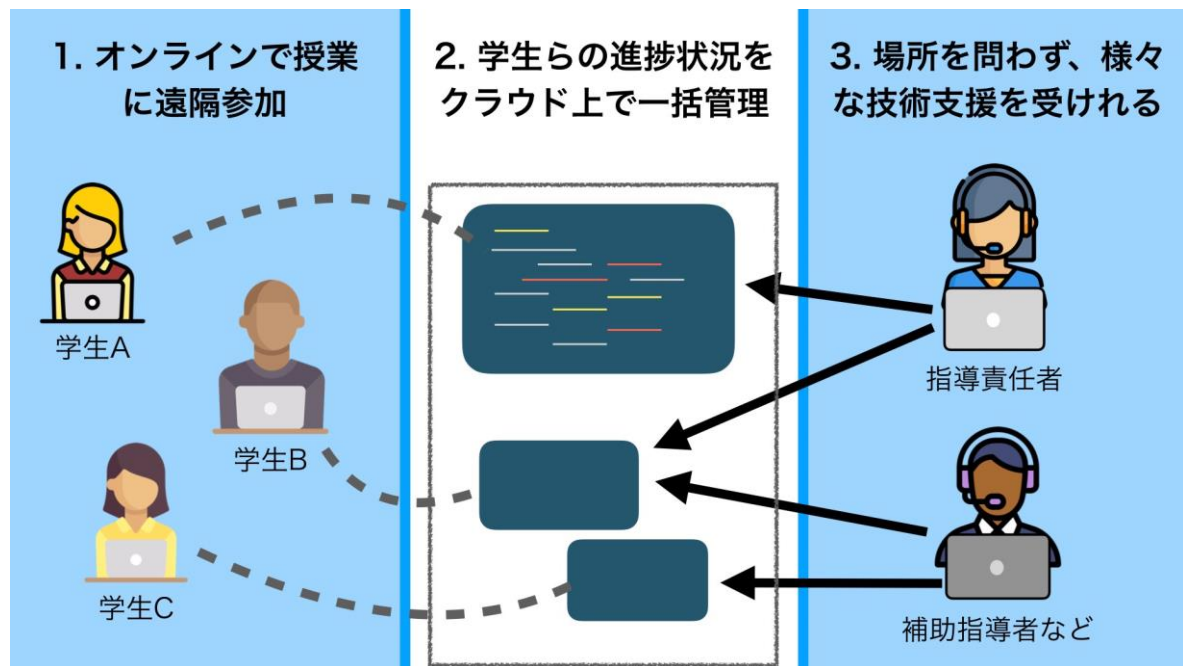 1. オンラインで授業
に遠隔参加
2. 学生らの進捗状況を
クラウド上で一括管理
3. 場所を問わず、様々
な技術支援を受けれる
学生A
学生B
学生C
指導責任者
補助指導者など